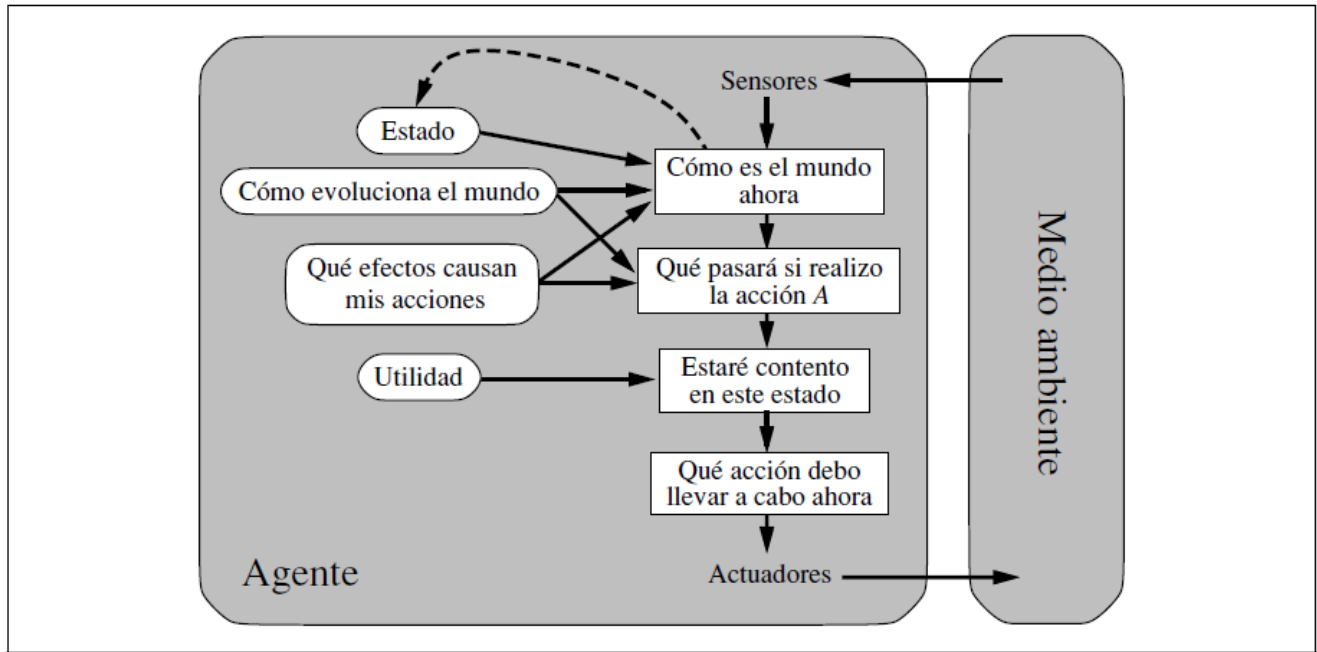 Sensores
Estado
Cómo es el mundo
ahora
Cómo evoluciona el mundo
Qué efectos causan
mis acciones
Qué pasará si realizo
la acción A
Utilidad
Estaré contento
en este estado
Qué acción debo
llevar a cabo ahora
Agente
Actuadores
Medio ambiente